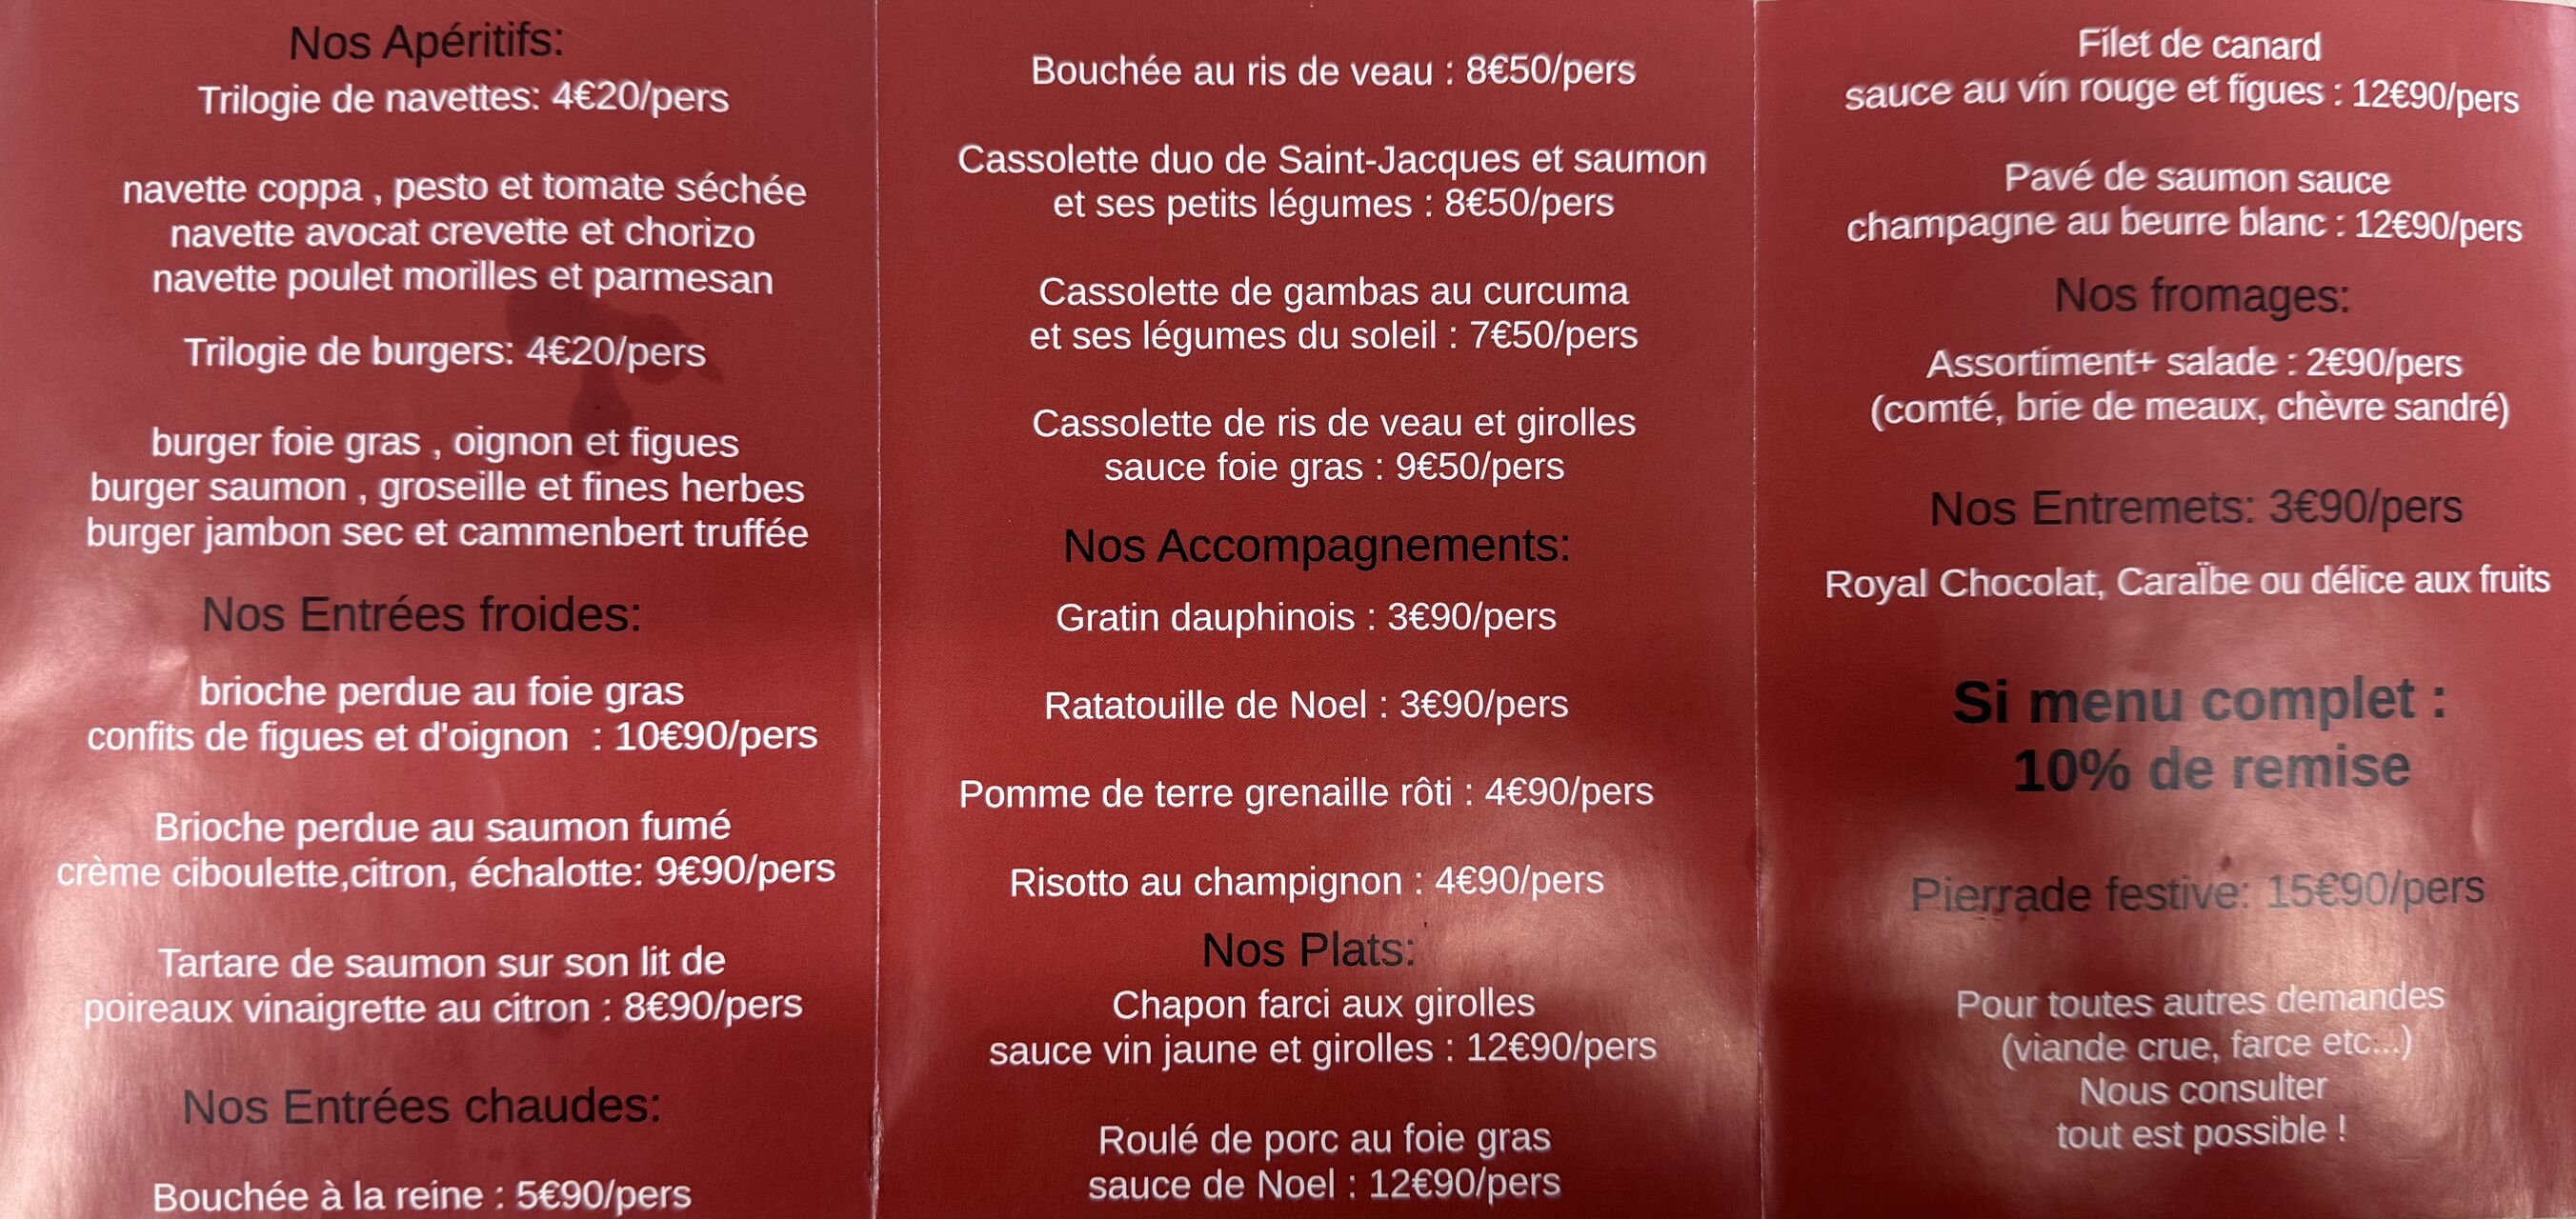 Nos Apéritifs:
Trilogie de navettes: 4€20/pers
navette coppa , pesto et tomate séchée
navette avocat crevette et chorizo
navette poulet morilles et parmesan
Trilogie de burgers: 4€20/pers
burger foie gras , oignon et figues
burger saumon , groseille et fines herbes
burger jambon sec et cammenbert truffée
Nos Entrées froides:
brioche perdue au foie gras
confits de figues et d'oignon  : 10€90/pers
Brioche perdue au saumon fumé
crème ciboulette,citron, échalotte: 9€90/pers
Tartare de saumon sur son lit de
poireaux vinaigrette au citron : 8€90/pers
Nos Entrées chaudes:
Bouchée à la reine : 5€90/pers
Bouchée au ris de veau : 8€50/pers
Cassolette duo de Saint-Jacques et saumon
et ses petits légumes : 8€50/pers
Cassolette de gambas au curcuma
et ses légumes du soleil : 7€50/pers
Cassolette de ris de veau et girolles
sauce foie gras : 9€50/pers
Nos Accompagnements:
Gratin dauphinois : 3€90/pers
Ratatouille de Noel : 3€90/pers
Pomme de terre grenaille rôti : 4€90/pers
Risotto au champignon : 4€90/pers
Nos Plats:
Chapon farci aux girolles
sauce vin jaune et girolles : 12€90/pers
Roulé de porc au foie gras
sauce de Noel : 12€90/pers
Filet de canard
sauce au vin rouge et figues : 12€90/pers
Pavé de saumon sauce
champagne au beurre blanc : 12€90/pers
Nos fromages:
Assortiment+ salade : 2€90/pers
(comté, brie de meaux, chèvre sandré)
Nos Entremets: 3€90/pers
Royal Chocolat, Caraïbe ou délice aux fruits
Si menu complet :
10% de remise
Pierrade festive: 15€90/pers
Pour toutes autres demandes
(viande crue, farce etc...)
Nous consulter
tout est possible !